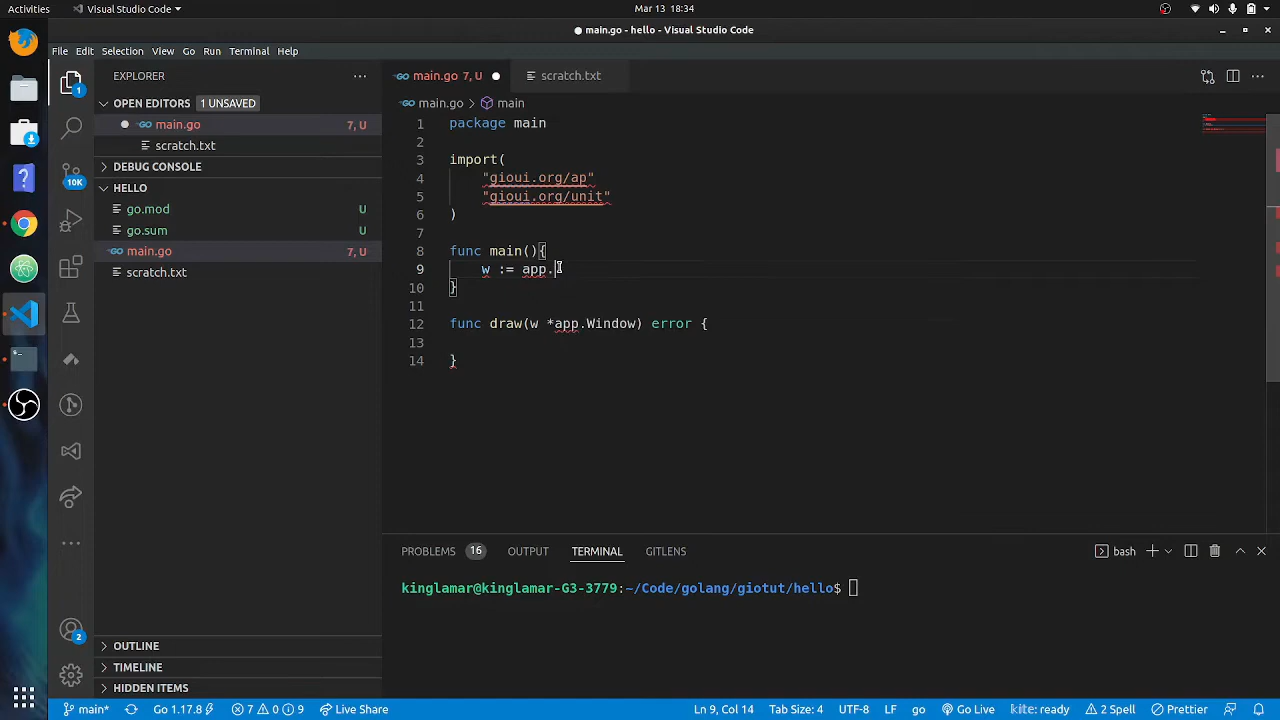 Activities
Visual Studio Code
Mar 13 18:34
● main.go - hello - Visual Studio Code
File Edit Selection View Go Run Terminal Help
EXPLORER
main.go 7, U
scratch.txt
OPEN EDITORS 1 UNSAVED
main.go 7, U
scratch.txt
DEBUG CONSOLE
HELLO
go.mod U
go.sum U
main.go 7, U
scratch.txt
OUTLINE
TIMELINE
HIDDEN ITEMS
1
10K
2
main.go > main
1 package main
2
3 import(
4 "gioui.org/ap"
5 "gioui.org/unit"
6 )
7
8 func main(){
9 w := app.
10 }
11
12 func draw(w *app.Window) error {
13
14 }
PROBLEMS 16 OUTPUT TERMINAL GITLENS
bash
kinglamar@kinglamar-G3-3779:~/Code/golang/giotut/hello$
main* Go 1.17.8 7 0 9 Live Share
Ln 9, Col 14 Tab Size: 4 UTF-8 LF go Go Live kite: ready 2 Spell Prettier